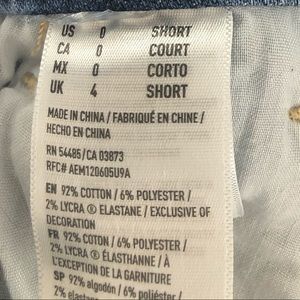 US 0 SHORT
CA 0 COURT
MX 0 CORTO
UK 4 SHORT
MADE IN CHINA / FABRIQUÉ EN CHINE /
HECHO EN CHINA
RN 54485/CA 03873
RFC# AEM120605U9A
EN 92% COTTON / 6% POLYESTER /
2% LYCRA ® ELASTANE / EXCLUSIVE OF
DECORATION
FR 92% COTON / 6% POLYESTER /
2% LYCRA ® ÉLASTHANNE / À
L'EXCEPTION DE LA GARNITURE
SP 92% algodón / 6% poliéster /
2% elastane